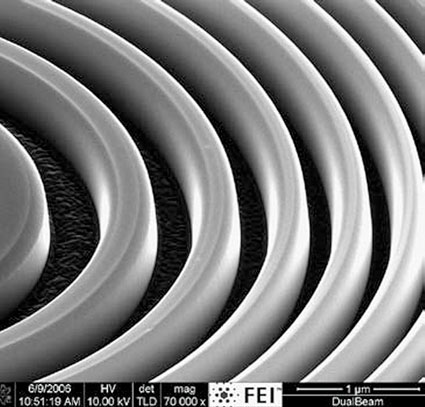 6/9/2006 HV det mag FEI 1 µm
10:51:19 AM 10.00 kV TLD 70 000 x DualBeam